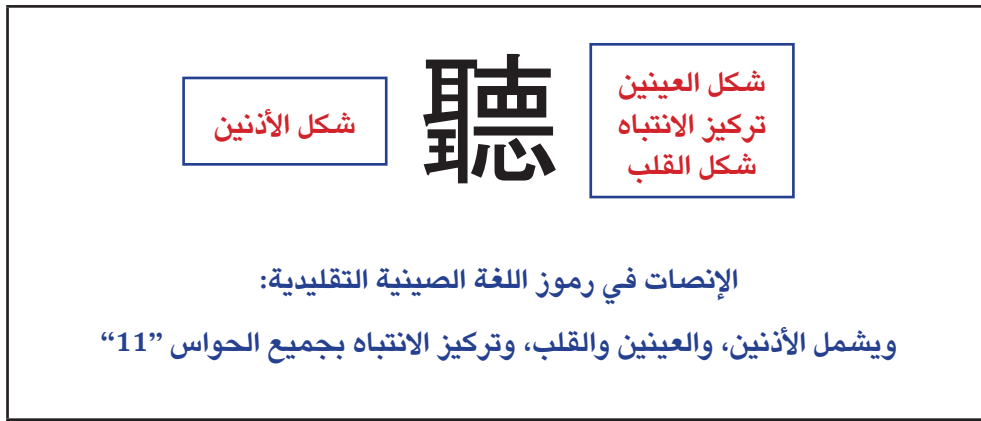 شكل العينين
تركيز الانتباه
شكل القلب
聽
شكل الأذنين
الإنصات في رموز اللغة الصينية التقليدية:
ويشمل الأذنين، والعينين والقلب، وتركيز الانتباه بجميع الحواس ”11“